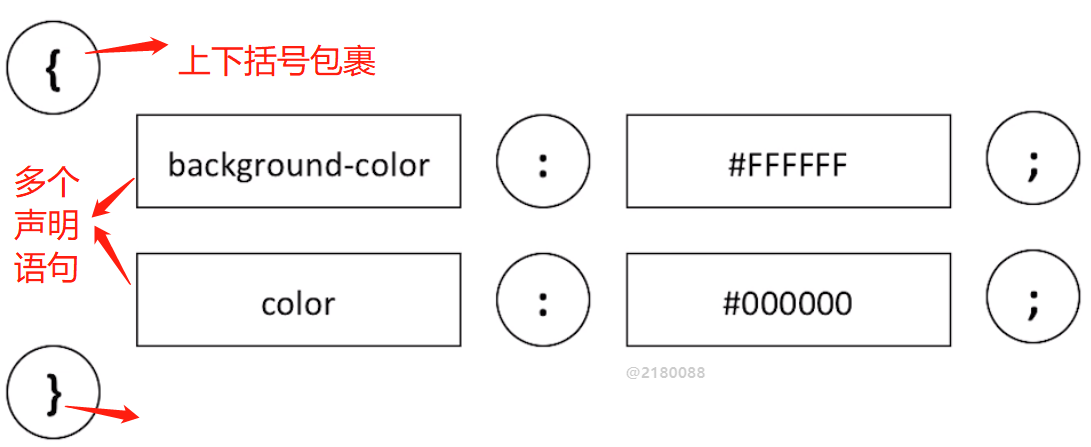 {
上下括号包裹
background-color : #FFFFFF ;
多个
声明
语句
color : #000000 ;
@2180088
}